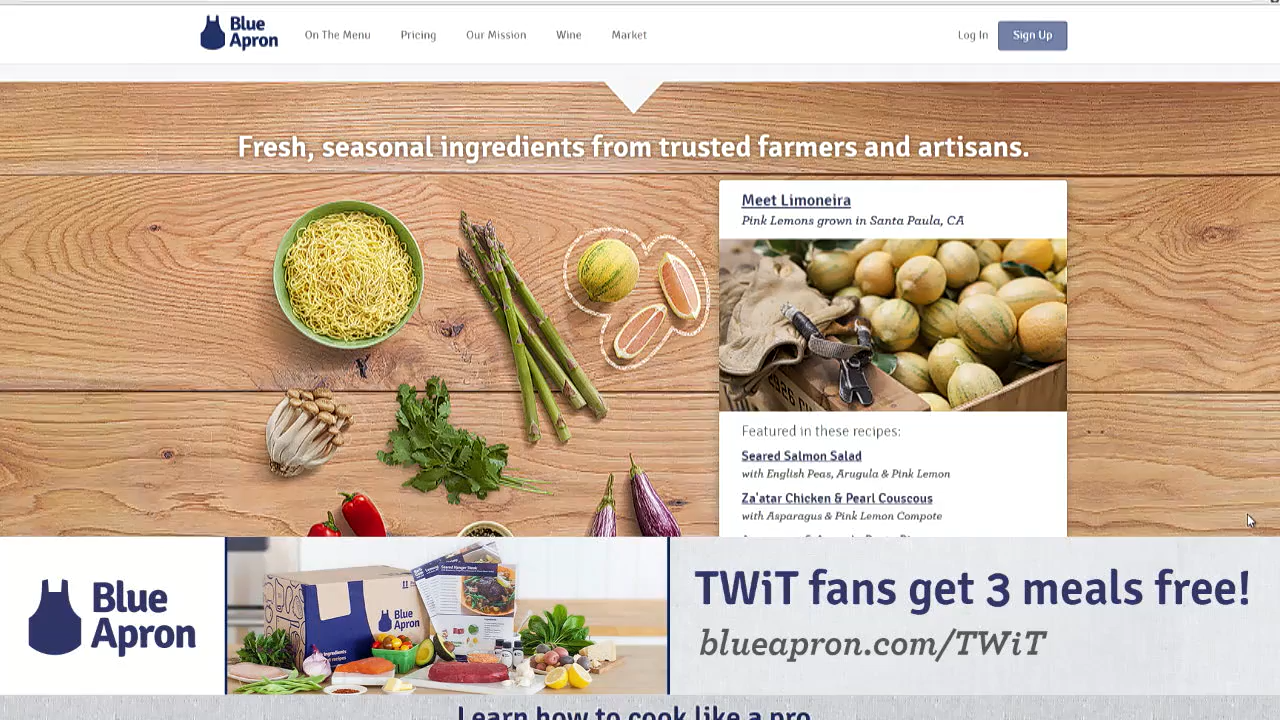 Blue Apron
On The Menu
Pricing
Our Mission
Wine
Market
Log In
Sign Up
Fresh, seasonal ingredients from trusted farmers and artisans.
Meet Limoneira
Pink Lemons grown in Santa Paula, CA
Featured in these recipes:
Seared Salmon Salad
with English Peas, Arugula & Pink Lemon
Za'atar Chicken & Pearl Couscous
with Asparagus & Pink Lemon Compote
Blue
Apron
Blue
Apron
TWiT fans get 3 meals free!
blueapron.com/TWiT
Learn how to cook like a pro